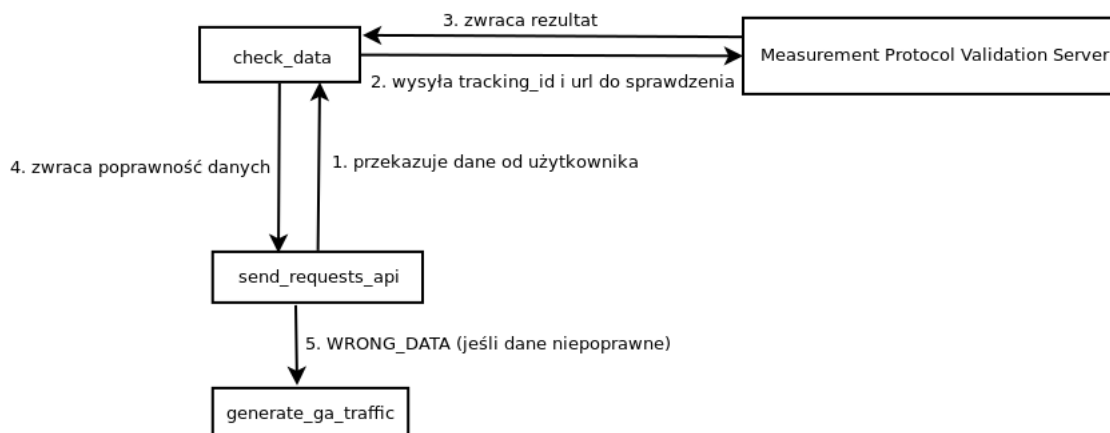 3. zwraca rezultat
check_data
Measurement Protocol Validation Server
2. wysyła tracking_id i url do sprawdzenia
4. zwraca poprawność danych
1. przekazuje dane od użytkownika
send_requests_api
5. WRONG_DATA (jeśli dane niepoprawne)
generate_ga_traffic